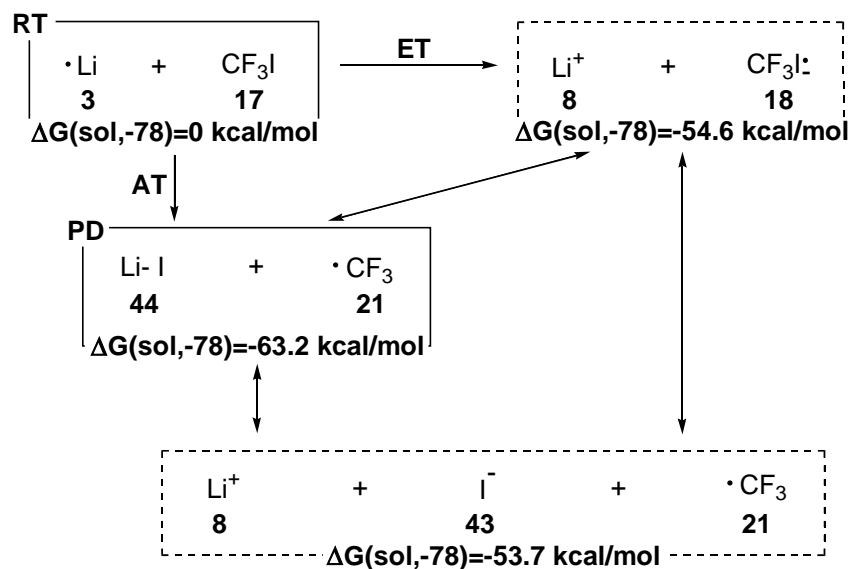 RT
·Li + CF₃I
3 17
ΔG(sol,-78)=0 kcal/mol
ET
Li⁺ + CF₃I•-
8 18
ΔG(sol,-78)=-54.6 kcal/mol
AT
PD
Li- I + ·CF₃
44 21
ΔG(sol,-78)=-63.2 kcal/mol
Li⁺ + I⁻ + ·CF₃
8 43 21
ΔG(sol,-78)=-53.7 kcal/mol